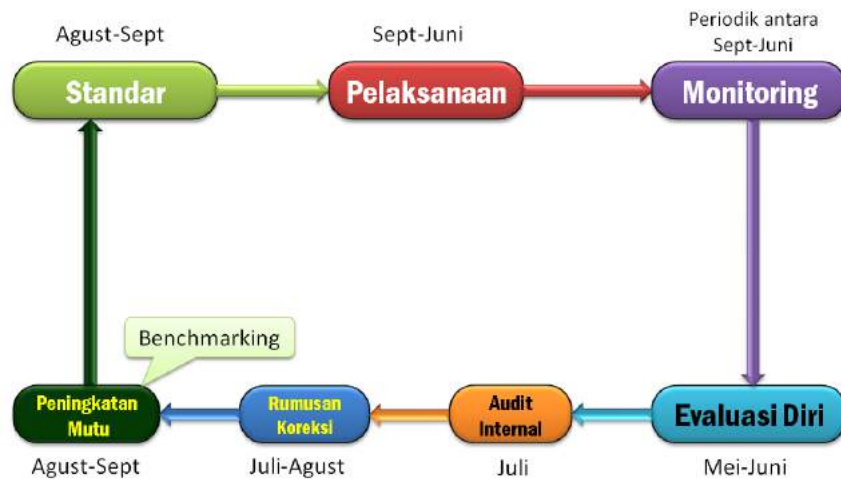 Agust-Sept
Sept-Juni
Periodik antara
Sept-Juni
Standar
Pelaksanaan
Monitoring
Benchmarking
Peningkatan
Mutu
Rumusan
Koreksi
Audit
Internal
Evaluasi Diri
Agust-Sept
Juli-Agust
Juli
Mei-Juni